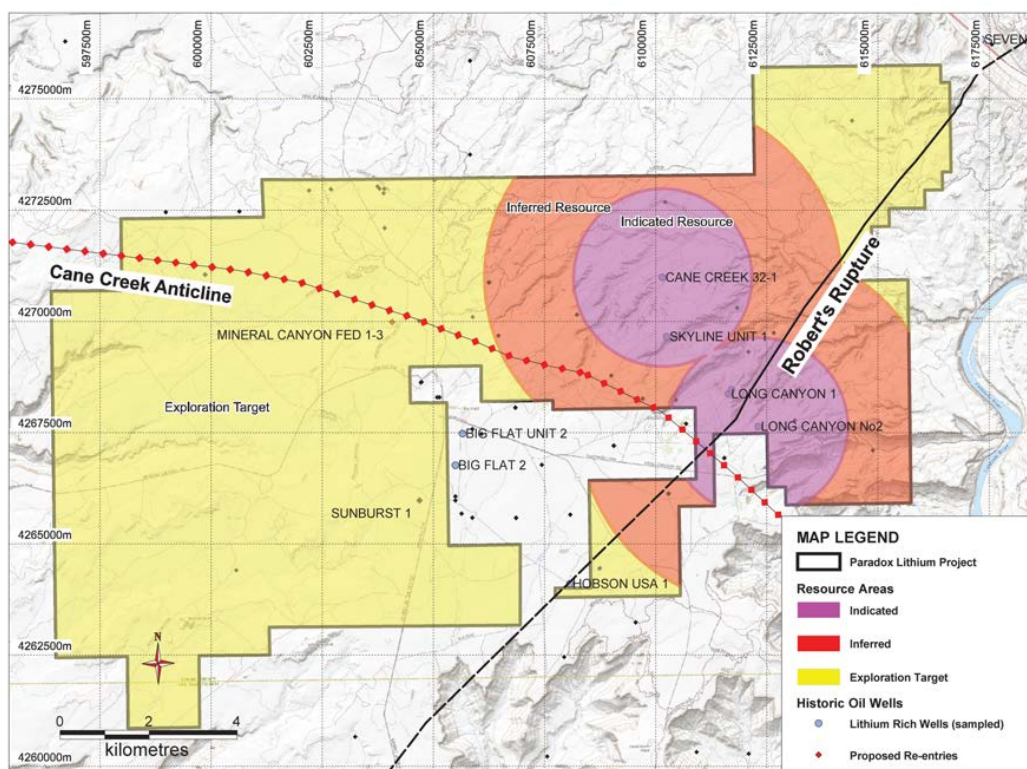 597500m
600000m
602500m
605000m
607500m
610000m
612500m
615000m
617500m
SEVEN
4275000m
4272500m
4270000m
4267500m
4265000m
4262500m
4260000m
Inferred Resource
Indicated Resource
Cane Creek Anticline
Robert's Rupture
CANE CREEK 32-1
MINERAL CANYON FED 1-3
SKYLINE UNIT 1
LONG CANYON 1
Exploration Target
LONG CANYON No2
BIG FLAT UNIT 2
BIG FLAT 2
SUNBURST 1
HOBSON USA 1
N
0 2 4
kilometres
MAP LEGEND
Paradox Lithium Project
Resource Areas
Indicated
Inferred
Exploration Target
Historic Oil Wells
Lithium Rich Wells (sampled)
Proposed Re-entries